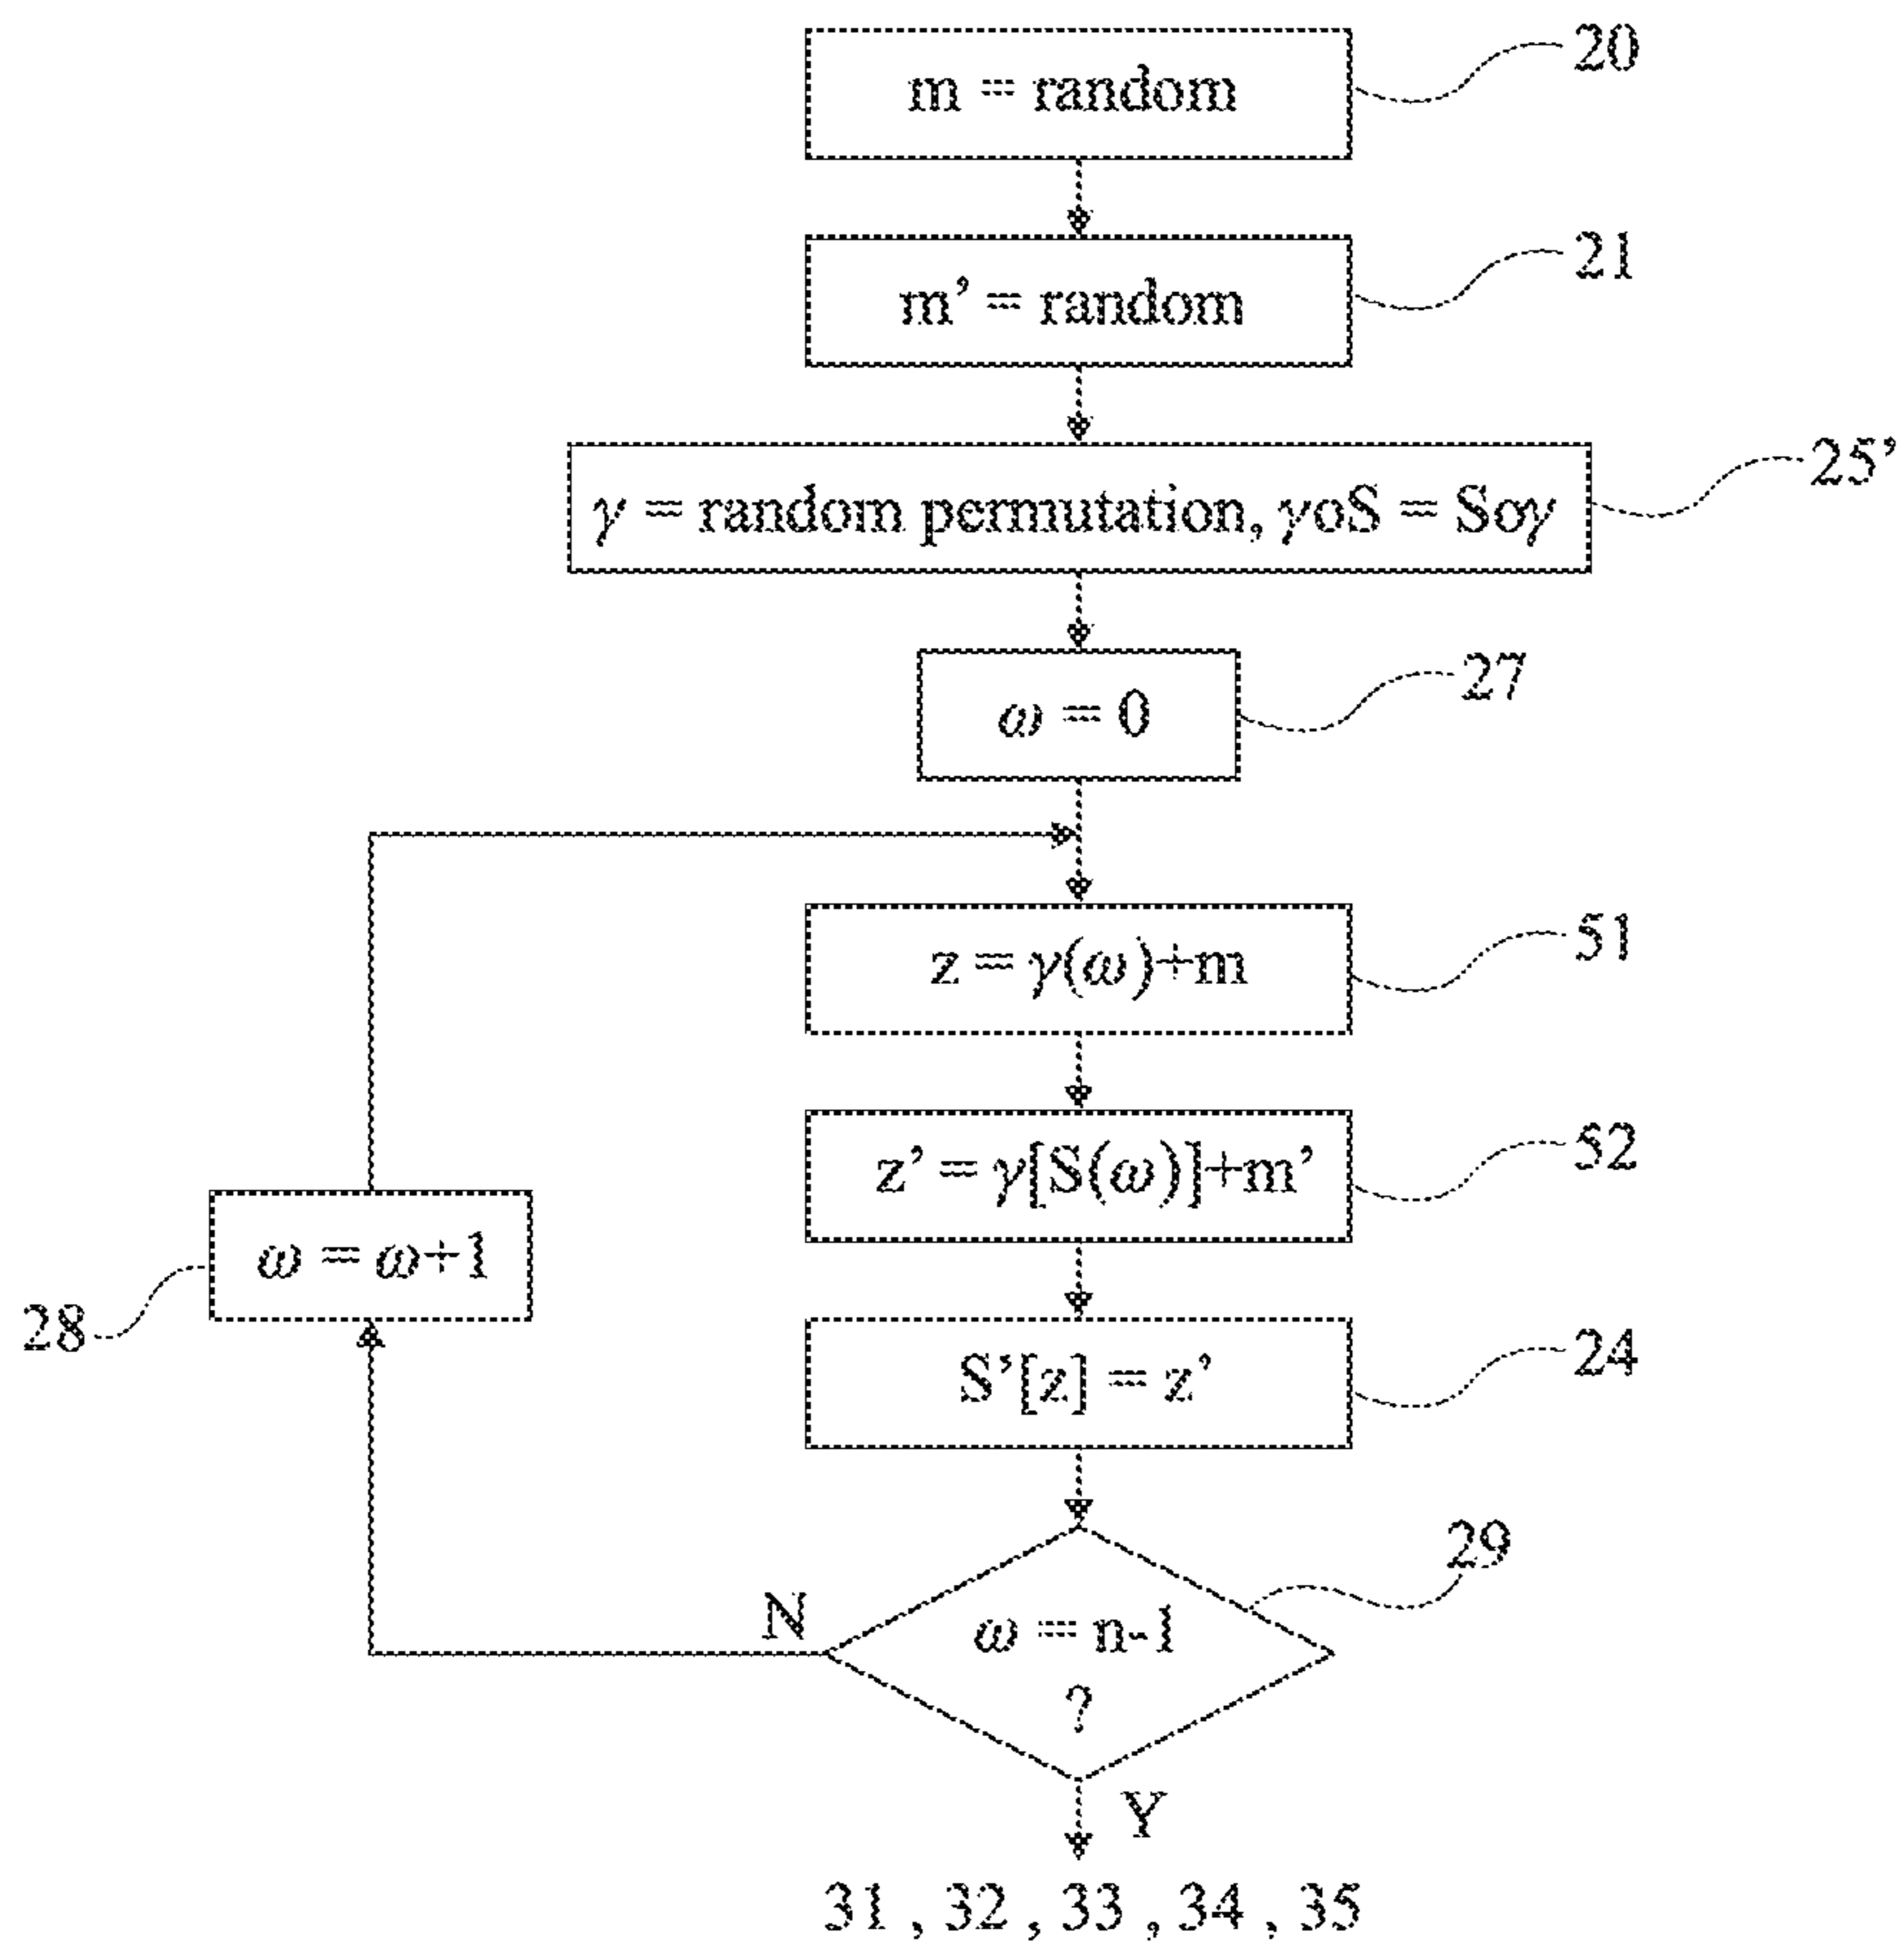 m = random
20
m' = random
21
γ = random permutation, γoS = Soγ
25'
ω = 0
27
z = γ(ω)+m
51
z' = γ[S(ω)]+m'
52
ω = ω+1
28
S'[z] = z'
24
ω = n-1
?
29
N
Y
31 , 32 , 33 , 34 , 35